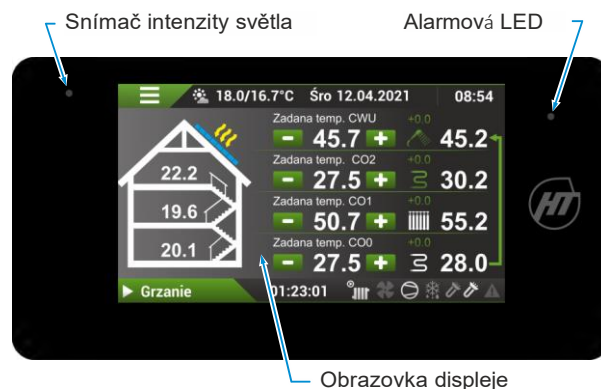 Snímač intenzity světla
Alarmová LED
18.0/16.7°C Śro 12.04.2021 08:54
Zadana temp. CWU +0.0
- 45.7 + 45.2
Zadana temp. CO2 +0.0
- 27.5 + 30.2
Zadana temp. CO1 +0.0
- 50.7 + 55.2
Zadana temp. CO0 +0.0
- 27.5 + 28.0
22.2
19.6
20.1
Grzanie 01:23:01
HT
Obrazovka displeje